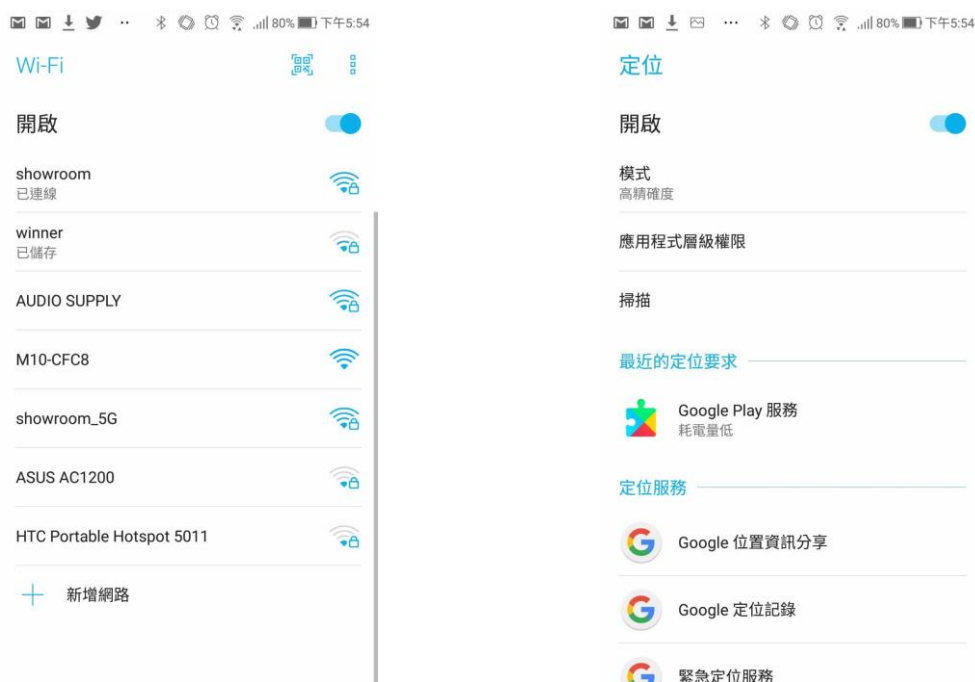 80% 下午5:54
Wi-Fi
開啟
showroom
已連線
winner
已儲存
AUDIO SUPPLY
M10-CFC8
showroom_5G
ASUS AC1200
HTC Portable Hotspot 5011
新增網路
80% 下午5:54
定位
開啟
模式
高精確度
應用程式層級權限
掃描
最近的定位要求
Google Play 服務
耗電量低
定位服務
Google 位置資訊分享
Google 定位記錄
緊急定位服務